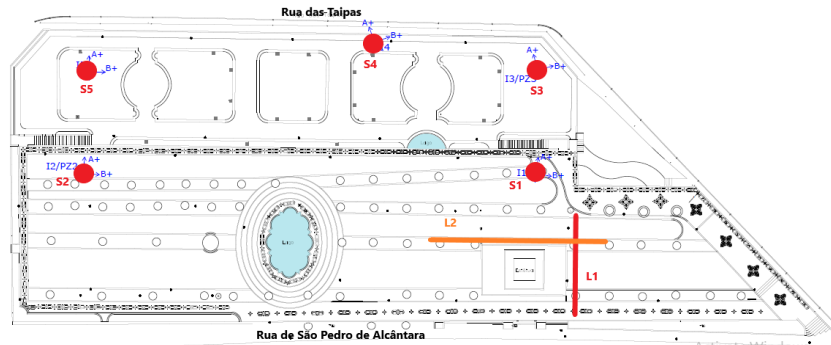 Rua das Taipas
A+
B+
S4
A+
B+
S5
A+
B+
I3/PZ3
S3
A+
I2/PZ2
B+
S2
A+
I1
B+
S1
L2
L1
Rua de São Pedro de Alcântara